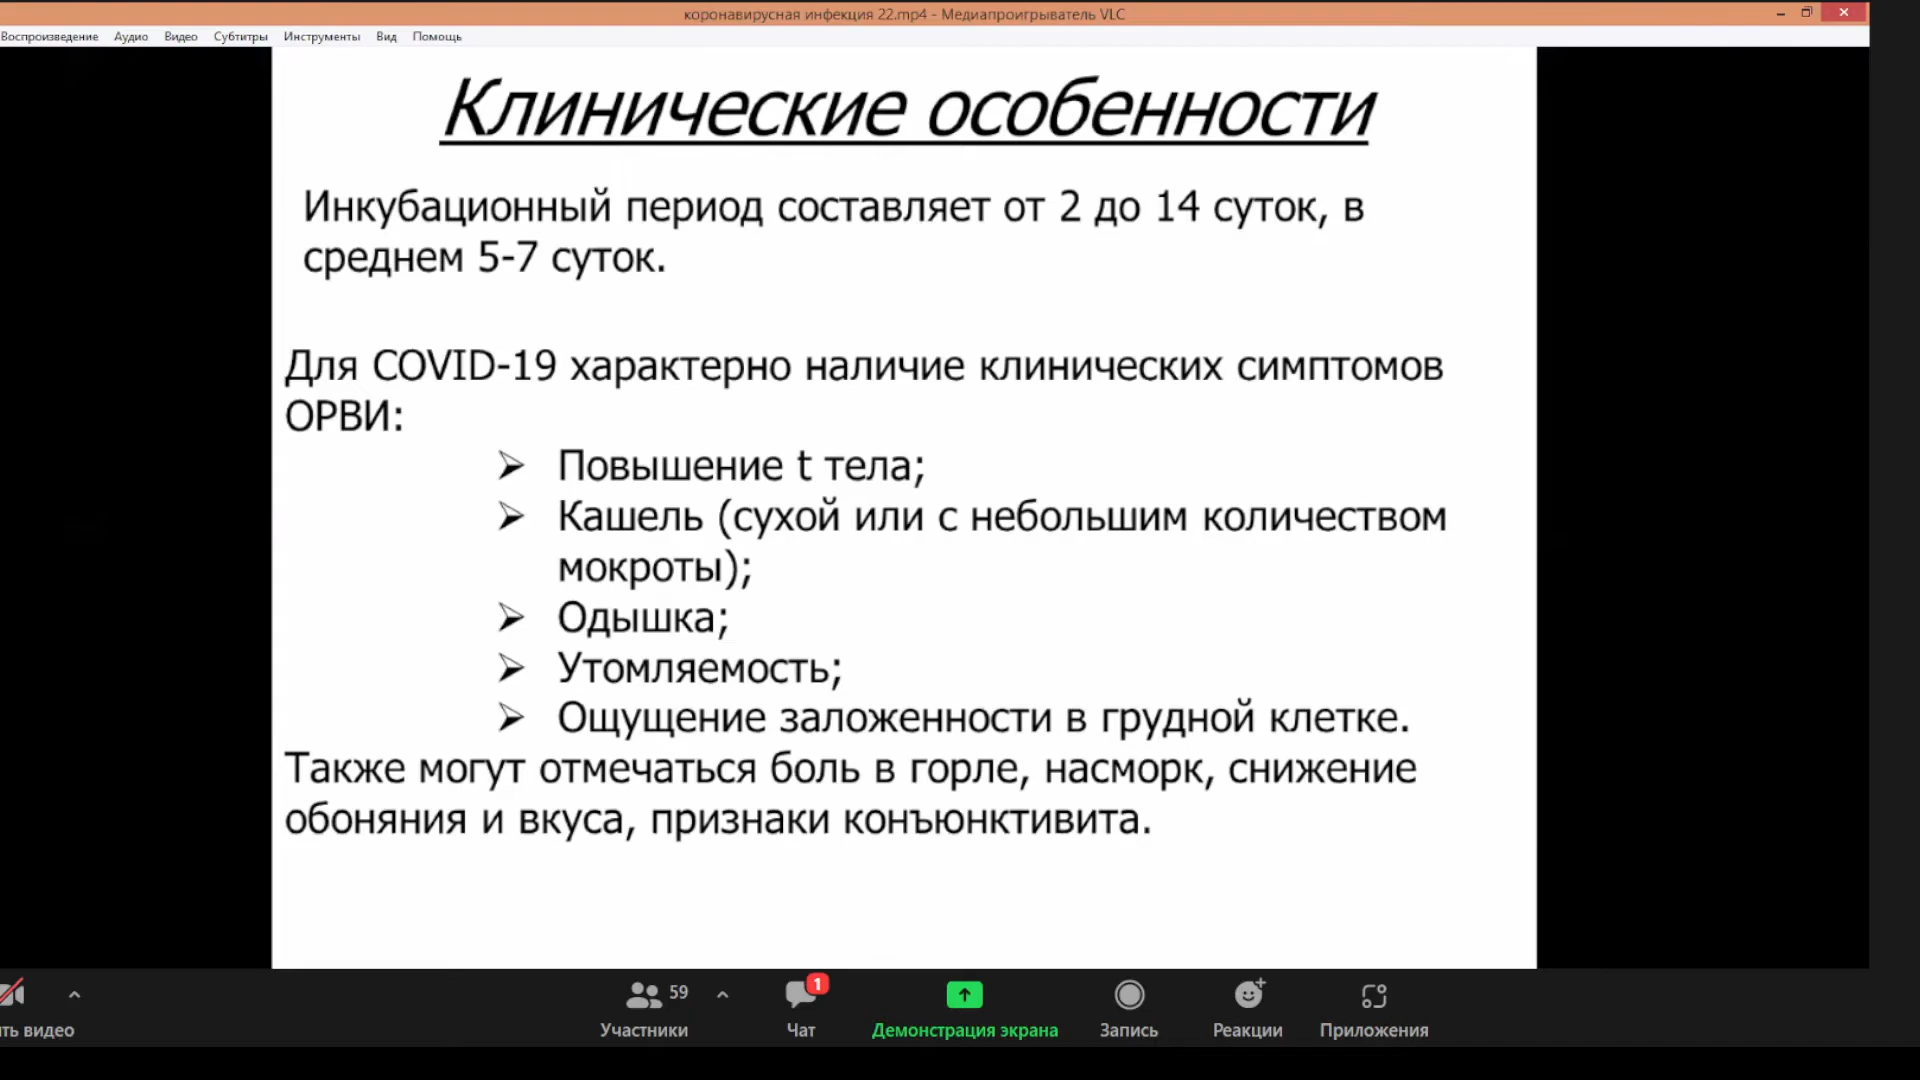 коронавирусная инфекция 22.mp4 - Медиапроигрыватель VLC
Воспроизведение Аудио Видео Субтитры Инструменты Вид Помощь
Клинические особенности
Инкубационный период составляет от 2 до 14 суток, в
среднем 5-7 суток.
Для COVID-19 характерно наличие клинических симптомов
ОРВИ:
➢ Повышение t тела;
➢ Кашель (сухой или с небольшим количеством
мокроты);
➢ Одышка;
➢ Утомляемость;
➢ Ощущение заложенности в грудной клетке.
Также могут отмечаться боль в горле, насморк, снижение
обоняния и вкуса, признаки конъюнктивита.
59 1
ть видео Участники Чат Демонстрация экрана Запись Реакции Приложения